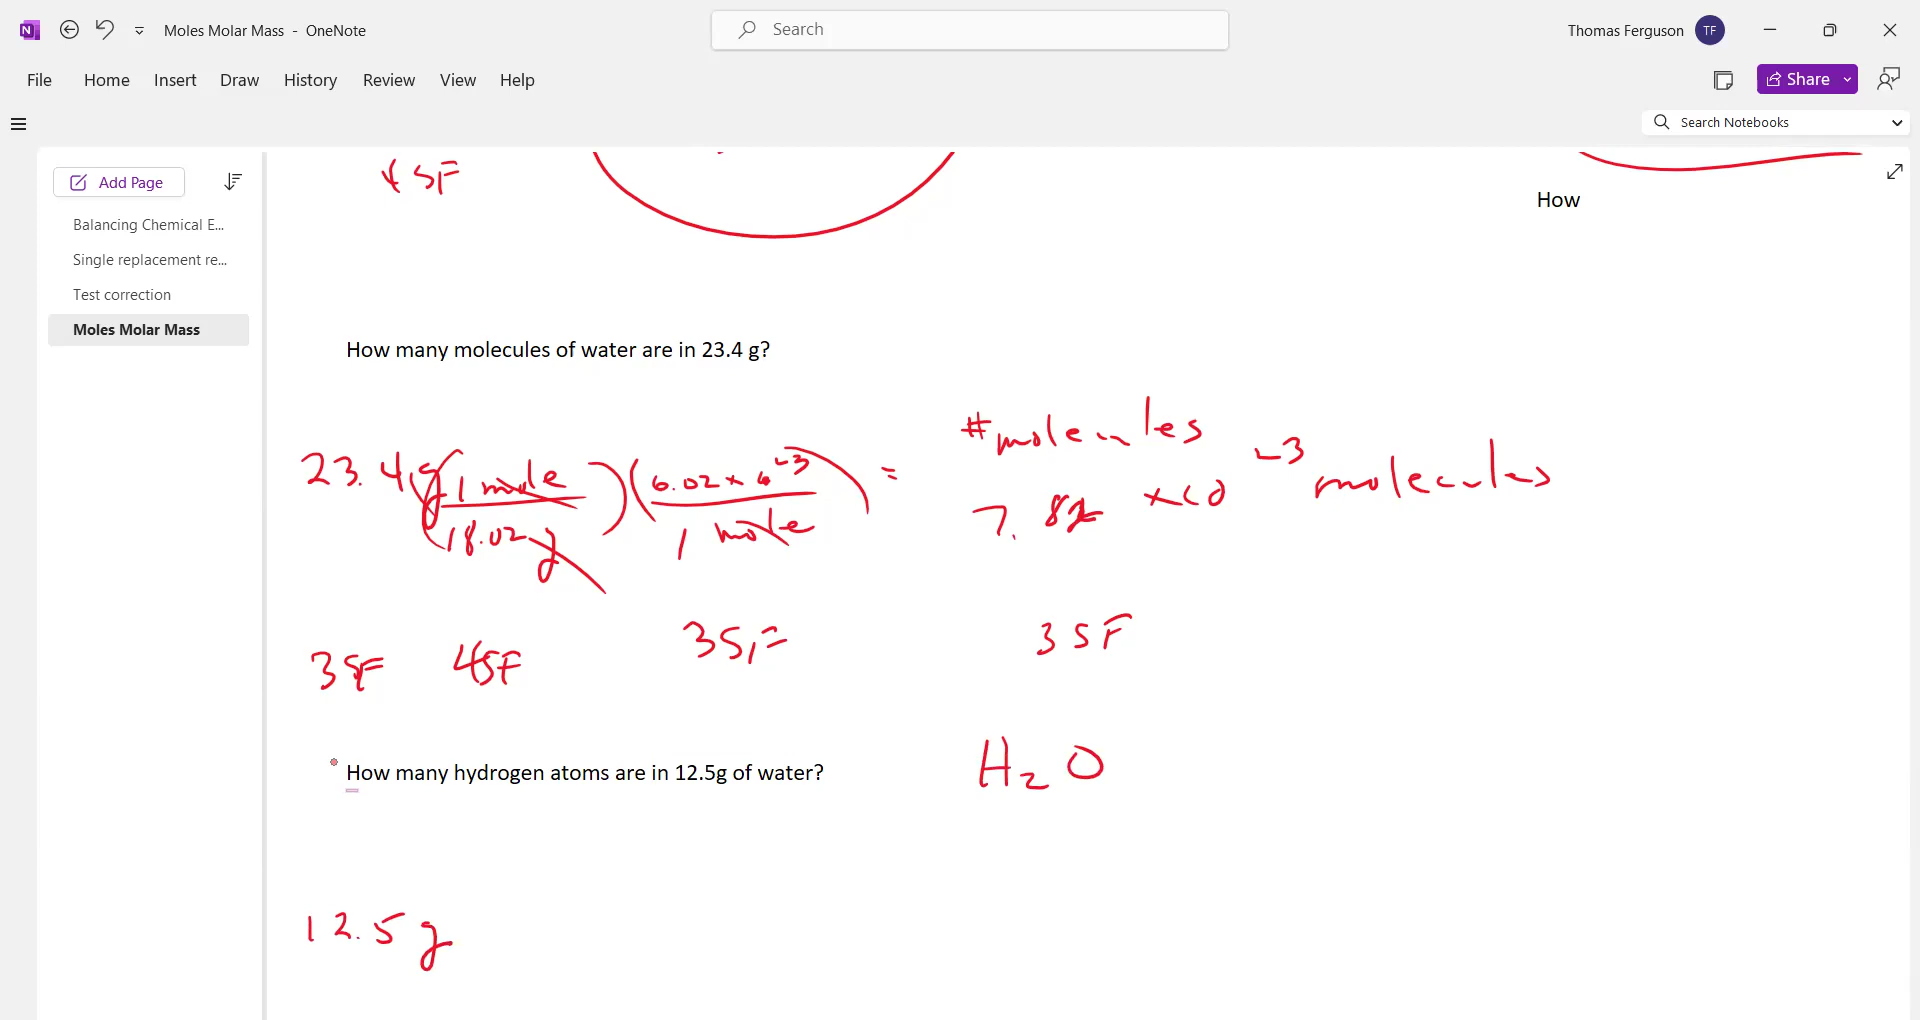 Moles Molar Mass - OneNote
Search
Thomas Ferguson TF
File Home Insert Draw History Review View Help
Share
Search Notebooks
Add Page
Balancing Chemical E...
Single replacement re...
Test correction
Moles Molar Mass
4 SF
How
How many molecules of water are in 23.4 g?
# molecules
23.4 g (1 mole / 18.02 g) (6.02 x 10 23 / 1 mole) = 7.82 x 10 23 molecules
3 SF 4 SF 3 SF 3 SF
How many hydrogen atoms are in 12.5g of water?
H2O
12.5 g